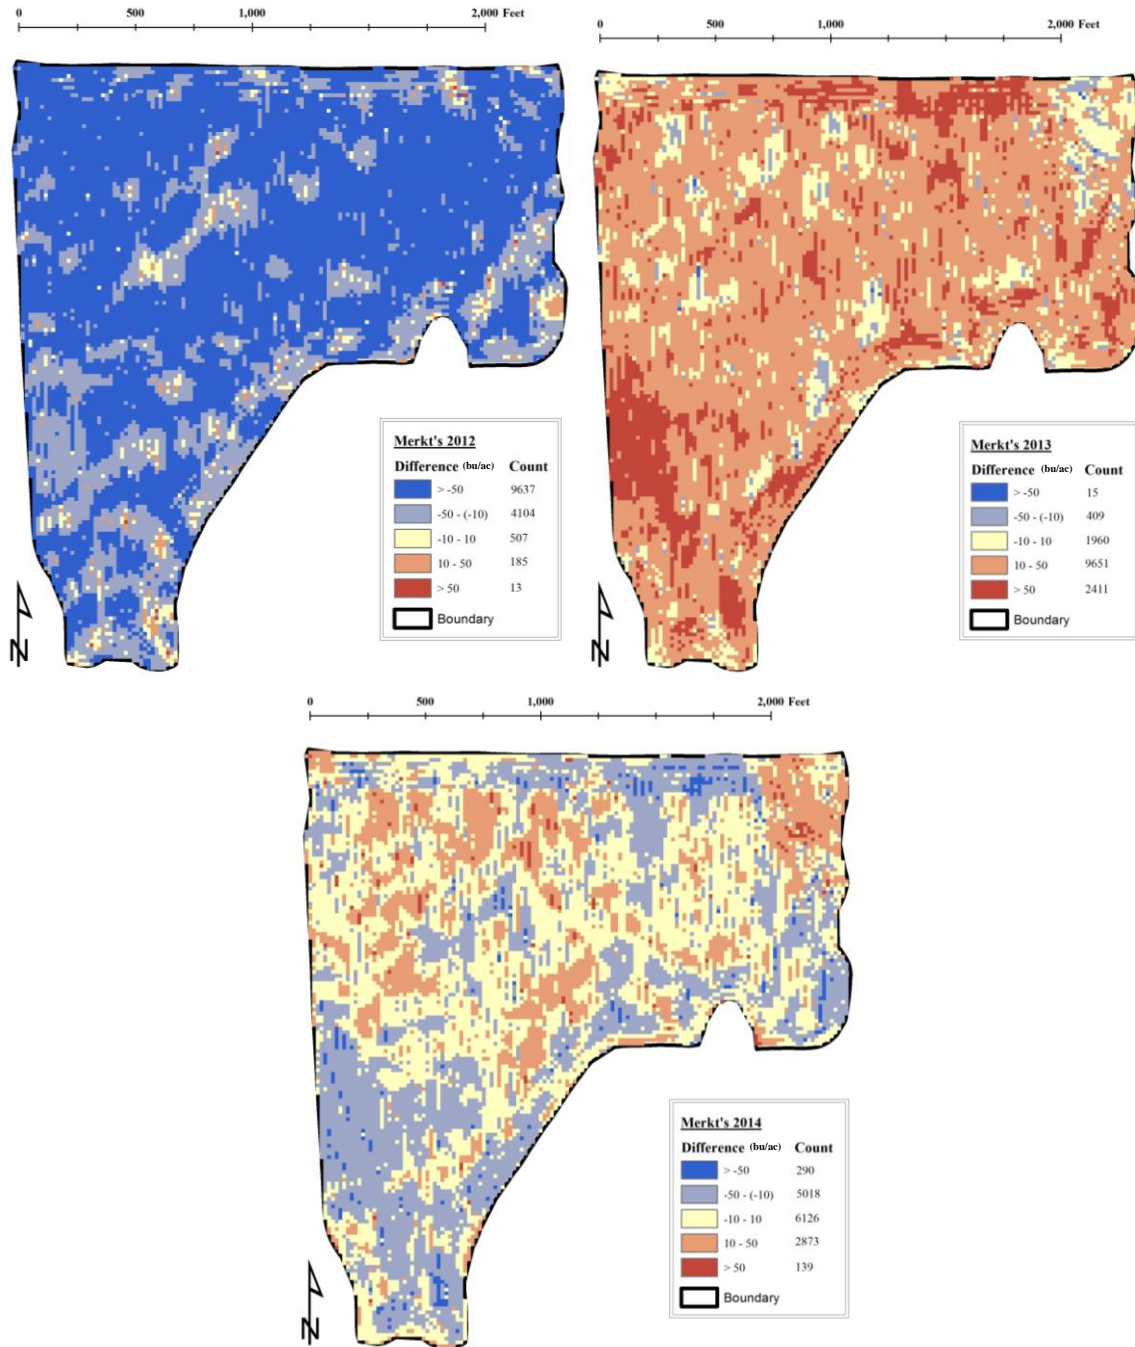 0 500 1,000 2,000 Feet
0 500 1,000 2,000 Feet
Merkt's 2012
Difference (bu/ac) Count
> -50 9637
-50 - (-10) 4104
-10 - 10 507
10 - 50 185
> 50 13
Boundary
N
Merkt's 2013
Difference (bu/ac) Count
> -50 15
-50 - (-10) 409
-10 - 10 1960
10 - 50 9651
> 50 2411
Boundary
N
0 500 1,000 2,000 Feet
Merkt's 2014
Difference (bu/ac) Count
> -50 290
-50 - (-10) 5018
-10 - 10 6126
10 - 50 2873
> 50 139
Boundary
N